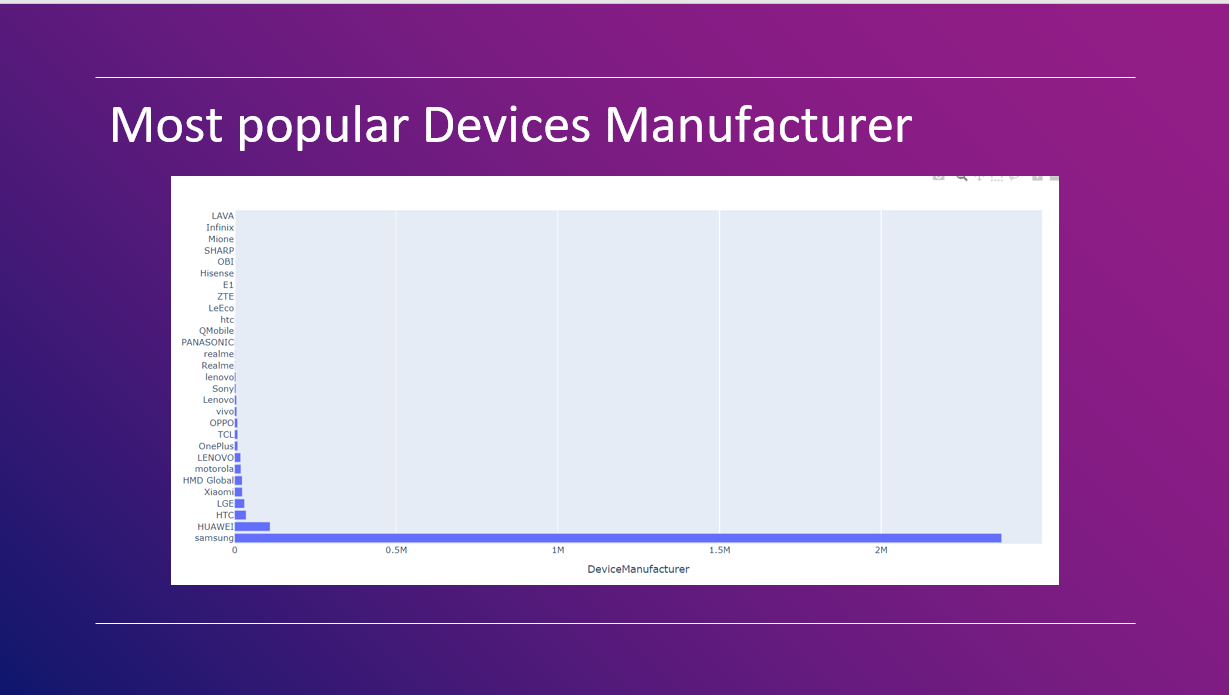 Most popular Devices Manufacturer
LAVA
Infinix
Mione
SHARP
OBI
Hisense
E1
ZTE
LeEco
htc
QMobile
PANASONIC
realme
Realme
lenovo
Sony
Lenovo
vivo
OPPO
TCL
OnePlus
LENOVO
motorola
HMD Global
Xiaomi
LGE
HTC
HUAWEI
samsung
0 0.5M 1M 1.5M 2M
DeviceManufacturer